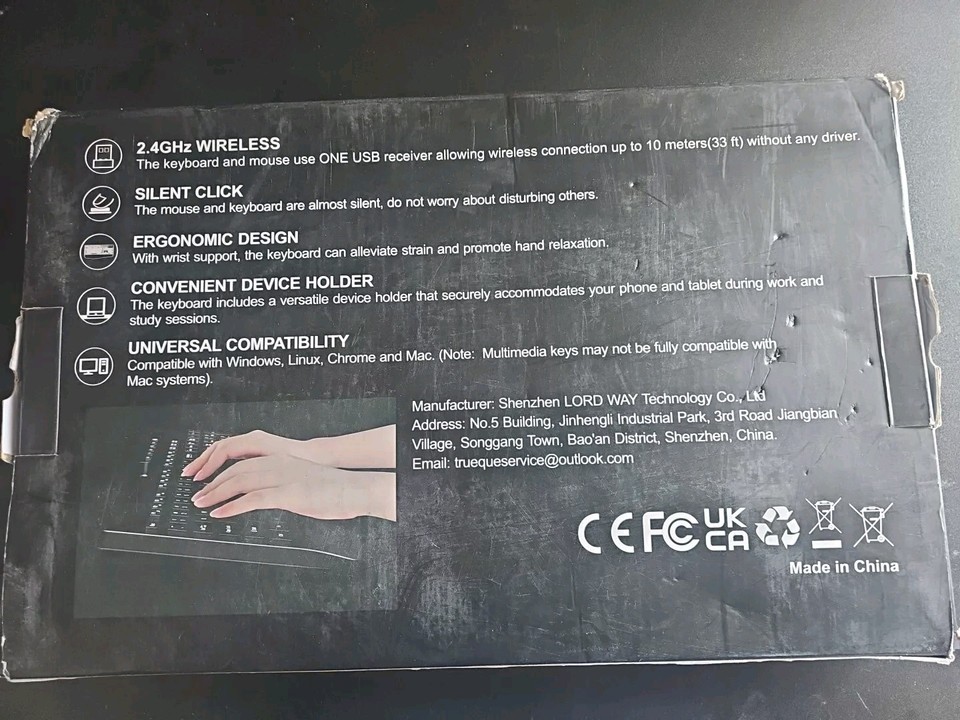 2.4GHz WIRELESS
The keyboard and mouse use ONE USB receiver allowing wireless connection up to 10 meters(33 ft) without any driver.
SILENT CLICK
The mouse and keyboard are almost silent, do not worry about disturbing others.
ERGONOMIC DESIGN
With wrist support, the keyboard can alleviate strain and promote hand relaxation.
CONVENIENT DEVICE HOLDER
The keyboard includes a versatile device holder that securely accommodates your phone and tablet during work and
study sessions.
UNIVERSAL COMPATIBILITY
Compatible with Windows, Linux, Chrome and Mac. (Note: Multimedia keys may not be fully compatible with
Mac systems).
Manufacturer: Shenzhen LORD WAY Technology Co., Ltd
Address: No.5 Building, Jinhengli Industrial Park, 3rd Road Jiangbian
Village, Songgang Town, Bao'an District, Shenzhen, China.
Email: truequeservice@outlook.com
CE FC UK
CA
Made in China